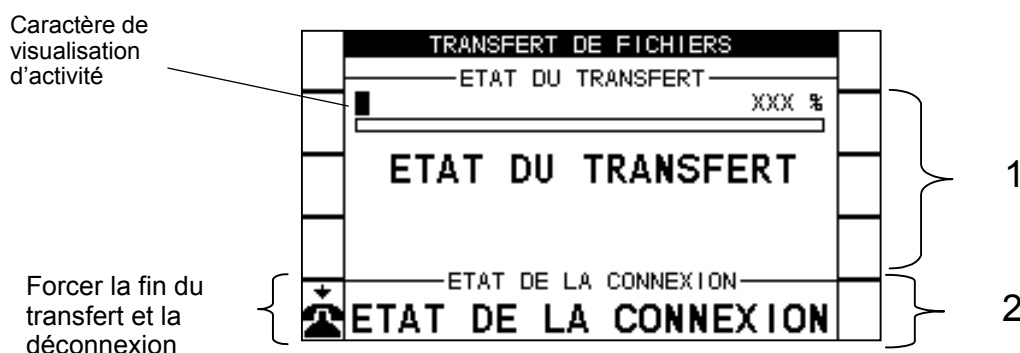 Caractère de
visualisation
d'activité
TRANSFERT DE FICHIERS
ETAT DU TRANSFERT
XXX %
ETAT DU TRANSFERT
1
Forcer la fin du
transfert et la
déconnexion
ETAT DE LA CONNEXION
ETAT DE LA CONNEXION
2